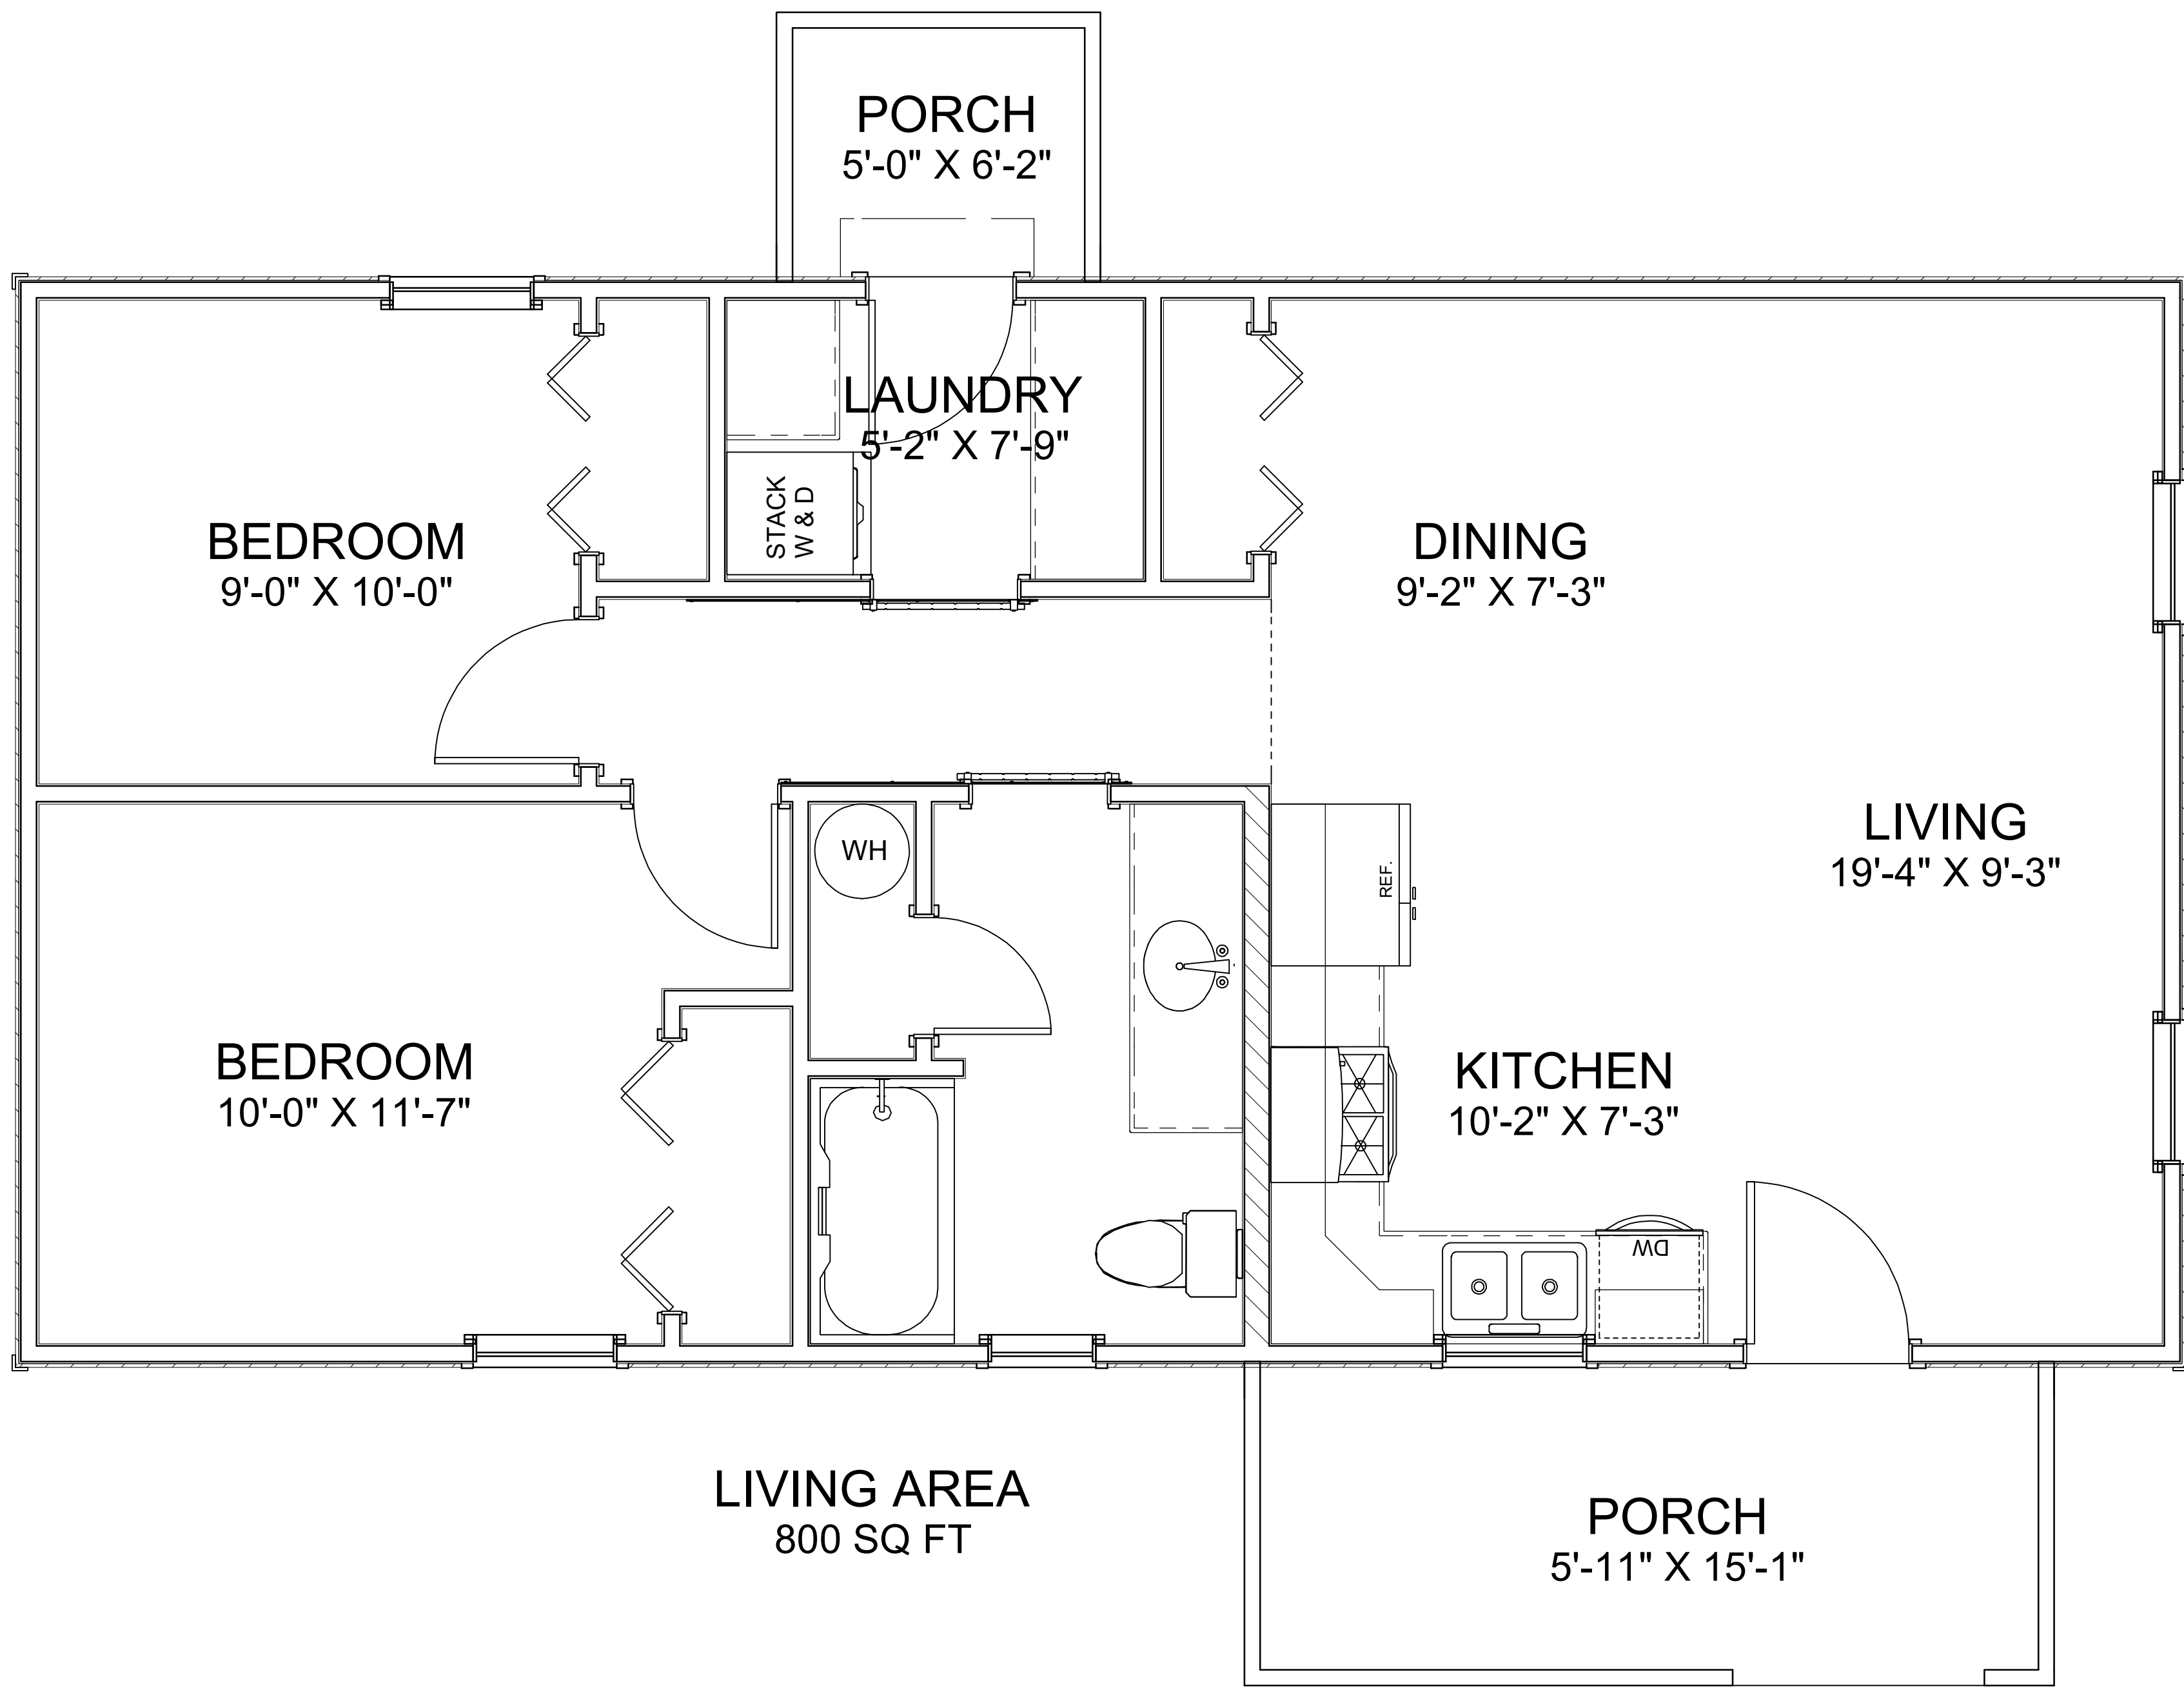 PORCH
5'-0" X 6'-2"
LAUNDRY
5'-2" X 7'-9"
STACK
W & D
BEDROOM
9'-0" X 10'-0"
DINING
9'-2" X 7'-3"
WH
REF.
LIVING
19'-4" X 9'-3"
BEDROOM
10'-0" X 11'-7"
KITCHEN
10'-2" X 7'-3"
DW
LIVING AREA
800 SQ FT
PORCH
5'-11" X 15'-1"